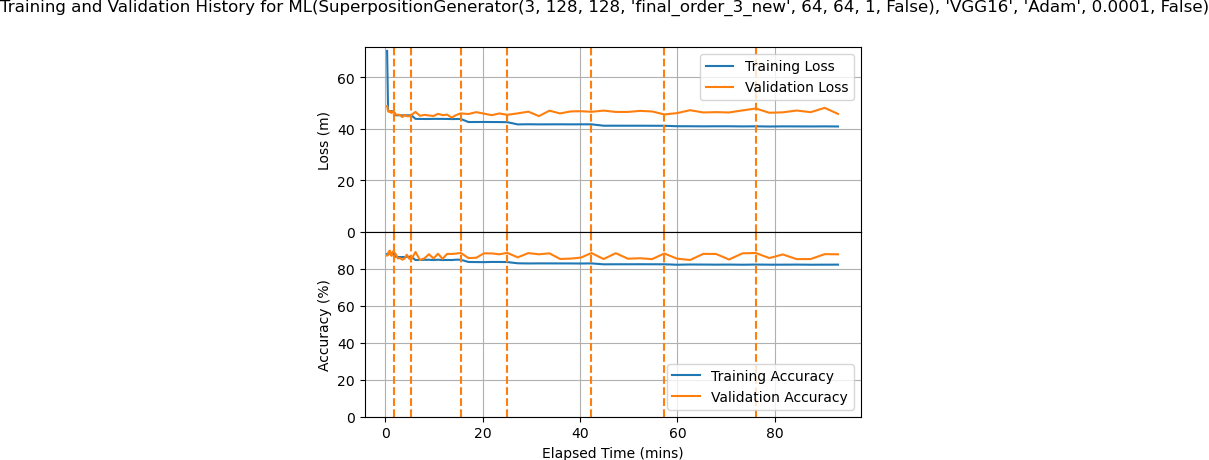 Training and Validation History for ML(SuperpositionGenerator(3, 128, 128, 'final_order_3_new', 64, 64, 1, False), 'VGG16', 'Adam', 0.0001, False)
60
40
20
0
Loss (m)
Training Loss
Validation Loss
80
60
40
20
0
Accuracy (%)
Training Accuracy
Validation Accuracy
0 20 40 60 80
Elapsed Time (mins)